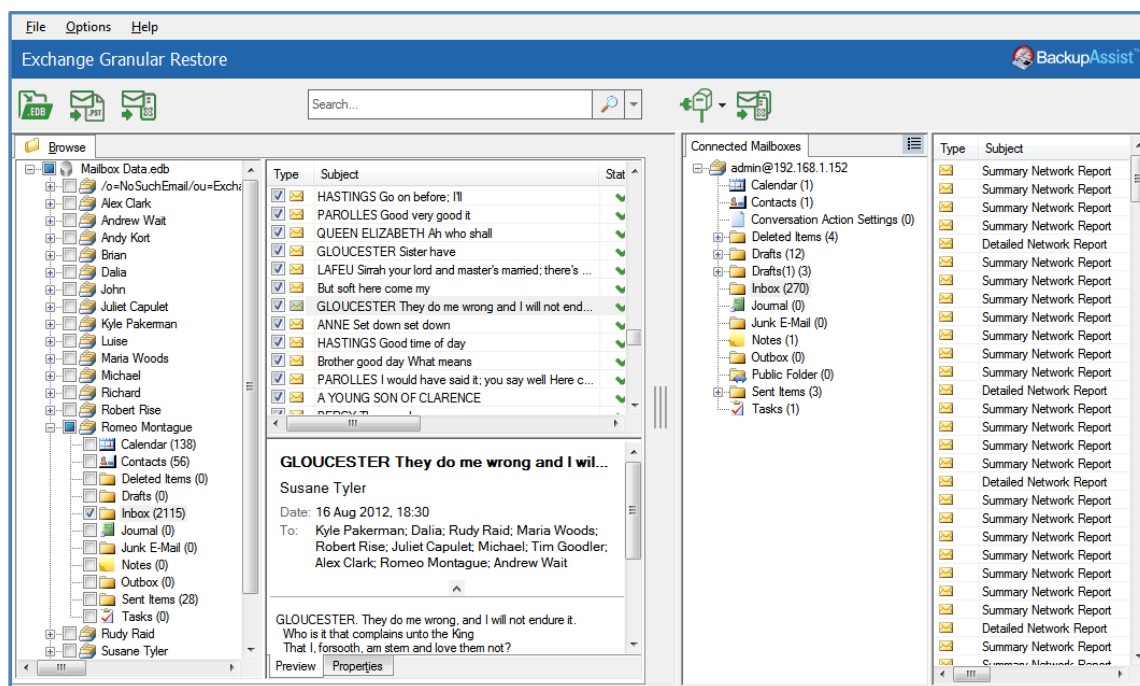 File Options Help
Exchange Granular Restore
BackupAssist™
.EDB
.PST
Search...
Browse
Mailbox Data.edb
/o=NoSuchEmail/ou=Excha
Alex Clark
Andrew Wait
Andy Kort
Brian
Dalia
John
Juliet Capulet
Kyle Pakerman
Luise
Maria Woods
Michael
Richard
Robert Rise
Romeo Montague
Calendar (138)
Contacts (56)
Deleted Items (0)
Drafts (0)
Inbox (2115)
Journal (0)
Junk E-Mail (0)
Notes (0)
Outbox (0)
Sent Items (28)
Tasks (0)
Rudy Raid
Susane Tyler
Type Subject Stat
HASTINGS Go on before; I'll
PAROLLES Good very good it
QUEEN ELIZABETH Ah who shall
GLOUCESTER Sister have
LAFEU Sirrah your lord and master's married; there's ...
But soft here come my
GLOUCESTER They do me wrong and I will not end...
ANNE Set down set down
HASTINGS Good time of day
Brother good day What means
PAROLLES I would have said it; you say well Here c...
A YOUNG SON OF CLARENCE
GLOUCESTER They do me wrong and I wil...
Susane Tyler
Date: 16 Aug 2012, 18:30
To: Kyle Pakerman; Dalia; Rudy Raid; Maria Woods;
Robert Rise; Juliet Capulet; Michael; Tim Goodler;
Alex Clark; Romeo Montague; Andrew Wait
GLOUCESTER. They do me wrong, and I will not endure it.
Who is it that complains unto the King
That I, forsooth, am stern and love them not?
Preview Properties
Connected Mailboxes
admin@192.168.1.152
Calendar (1)
Contacts (1)
Conversation Action Settings (0)
Deleted Items (4)
Drafts (12)
Drafts(1) (3)
Inbox (270)
Journal (0)
Junk E-Mail (0)
Notes (1)
Outbox (0)
Public Folder (0)
Sent Items (3)
Tasks (1)
Type Subject
Summary Network Report
Summary Network Report
Summary Network Report
Summary Network Report
Detailed Network Report
Summary Network Report
Summary Network Report
Summary Network Report
Summary Network Report
Summary Network Report
Summary Network Report
Summary Network Report
Detailed Network Report
Summary Network Report
Summary Network Report
Summary Network Report
Summary Network Report
Detailed Network Report
Summary Network Report
Summary Network Report
Summary Network Report
Summary Network Report
Summary Network Report
Summary Network Report
Summary Network Report
Detailed Network Report
Summary Network Report
Summary Network Report